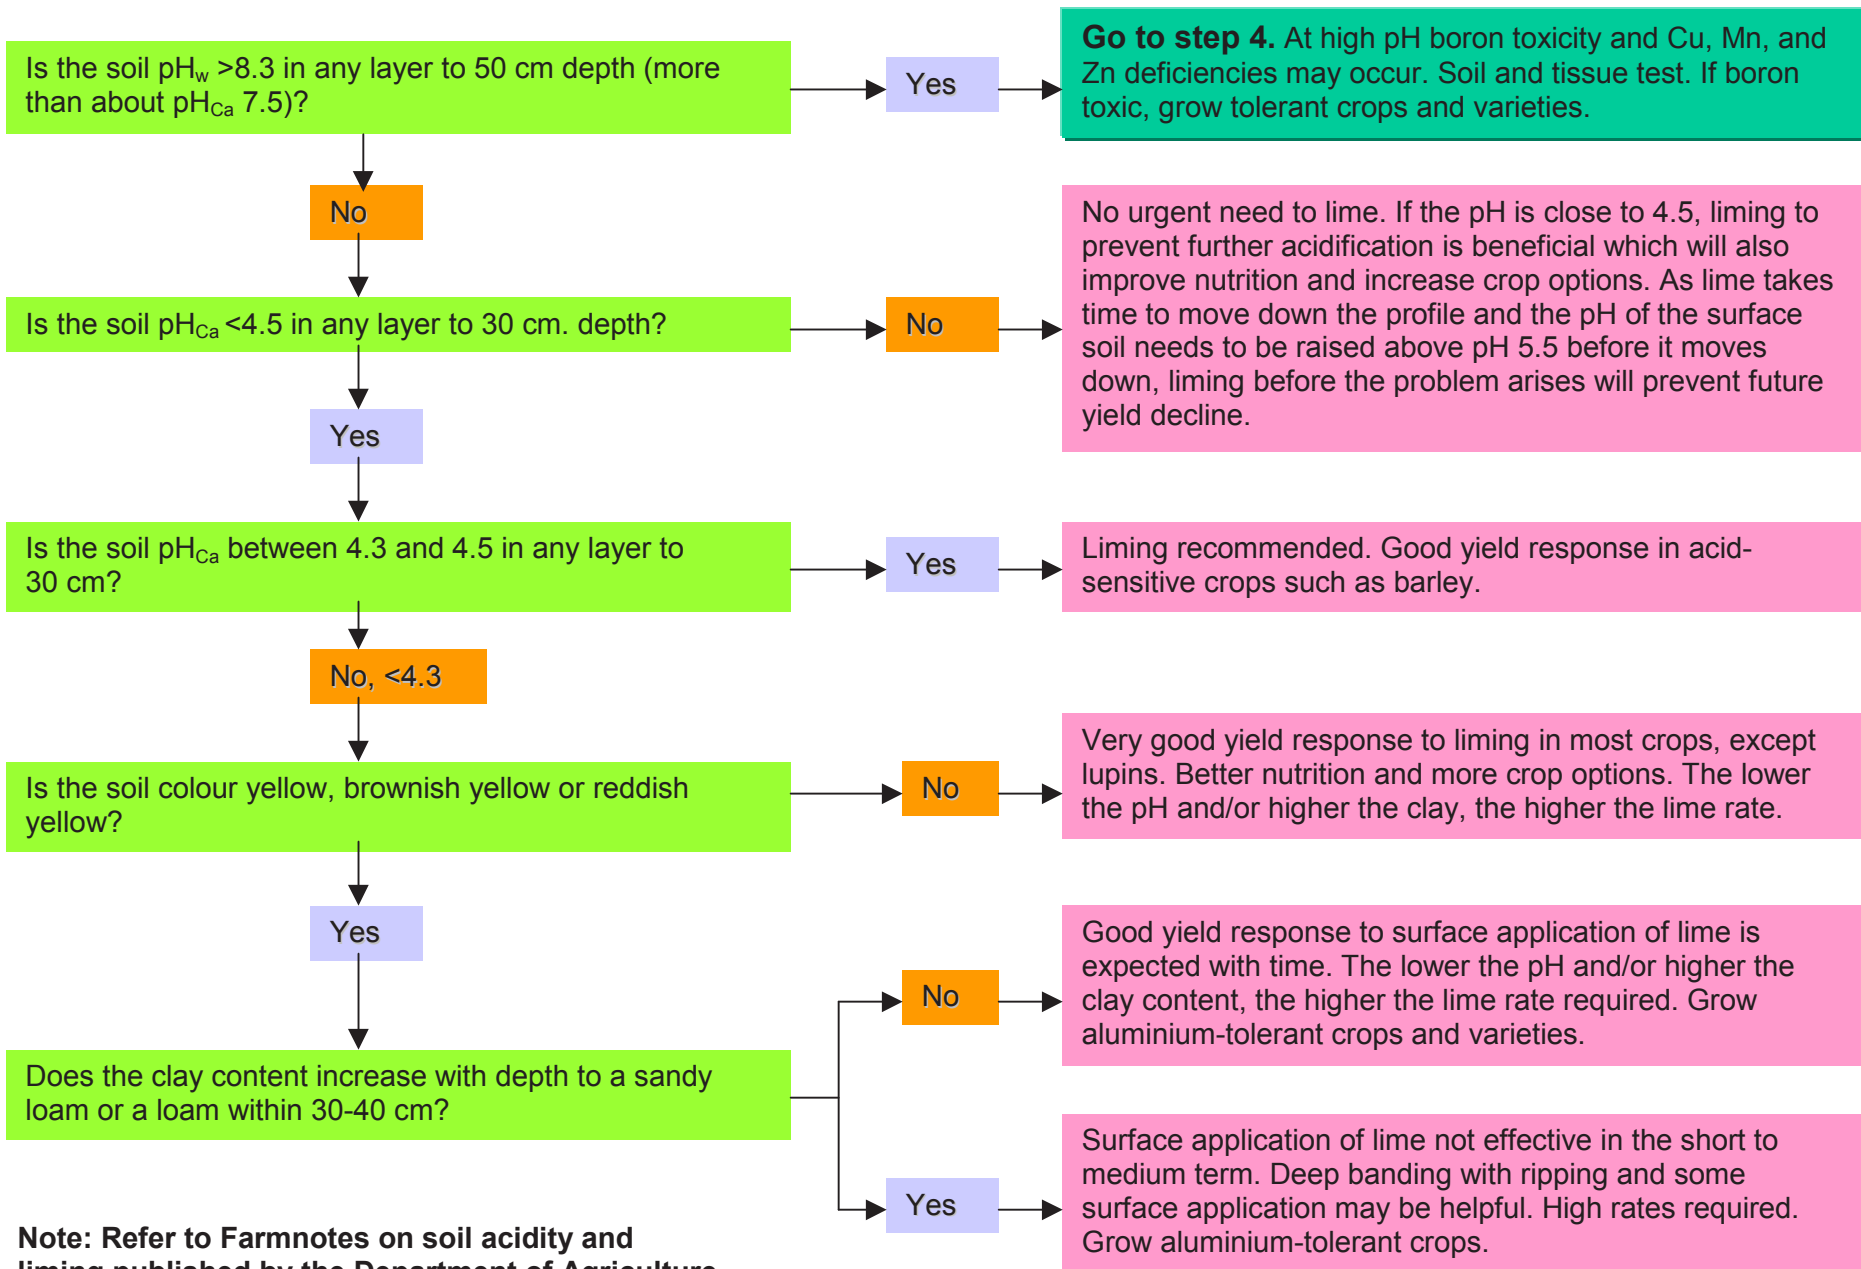 Is the soil pHw >8.3 in any layer to 50 cm depth (more
than about pHCa 7.5)?
Yes
Go to step 4. At high pH boron toxicity and Cu, Mn, and
Zn deficiencies may occur. Soil and tissue test. If boron
toxic, grow tolerant crops and varieties.
No
Is the soil pHCa <4.5 in any layer to 30 cm. depth?
No
No urgent need to lime. If the pH is close to 4.5, liming to
prevent further acidification is beneficial which will also
improve nutrition and increase crop options. As lime takes
time to move down the profile and the pH of the surface
soil needs to be raised above pH 5.5 before it moves
down, liming before the problem arises will prevent future
yield decline.
Yes
Is the soil pHCa between 4.3 and 4.5 in any layer to
30 cm?
Yes
Liming recommended. Good yield response in acid-
sensitive crops such as barley.
No, <4.3
Is the soil colour yellow, brownish yellow or reddish
yellow?
No
Very good yield response to liming in most crops, except
lupins. Better nutrition and more crop options. The lower
the pH and/or higher the clay, the higher the lime rate.
Yes
Does the clay content increase with depth to a sandy
loam or a loam within 30-40 cm?
No
Good yield response to surface application of lime is
expected with time. The lower the pH and/or higher the
clay content, the higher the lime rate required. Grow
aluminium-tolerant crops and varieties.
Yes
Surface application of lime not effective in the short to
medium term. Deep banding with ripping and some
surface application may be helpful. High rates required.
Grow aluminium-tolerant crops.
Note: Refer to Farmnotes on soil acidity and
liming published by the Department of Agriculture